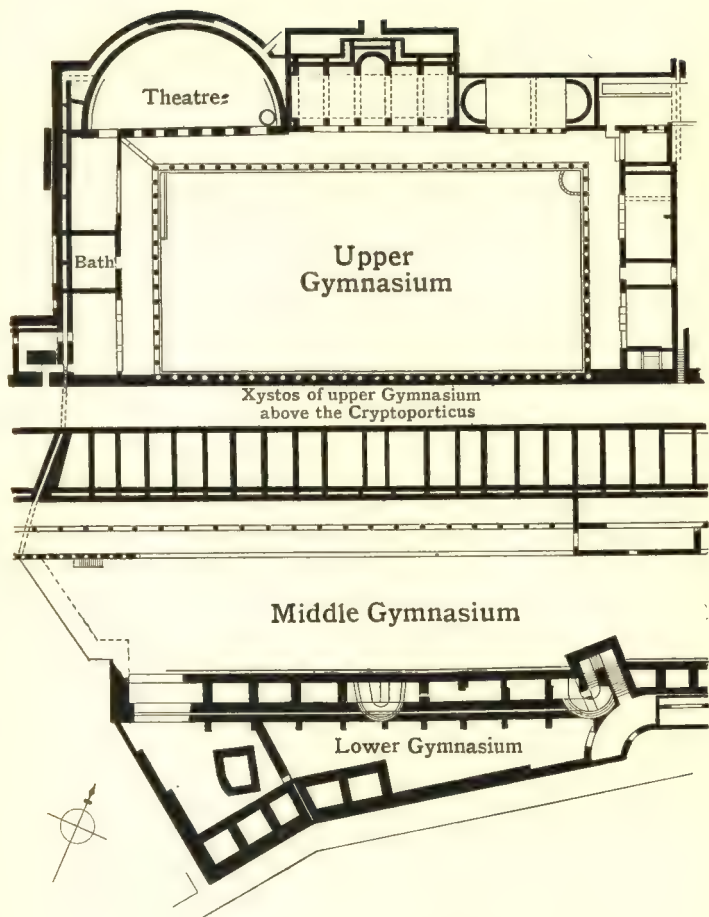 Theatre
Upper
Gymnasium
Bath
Xystos of upper Gymnasium
above the Cryptoporticus
Middle Gymnasium
Lower Gymnasium